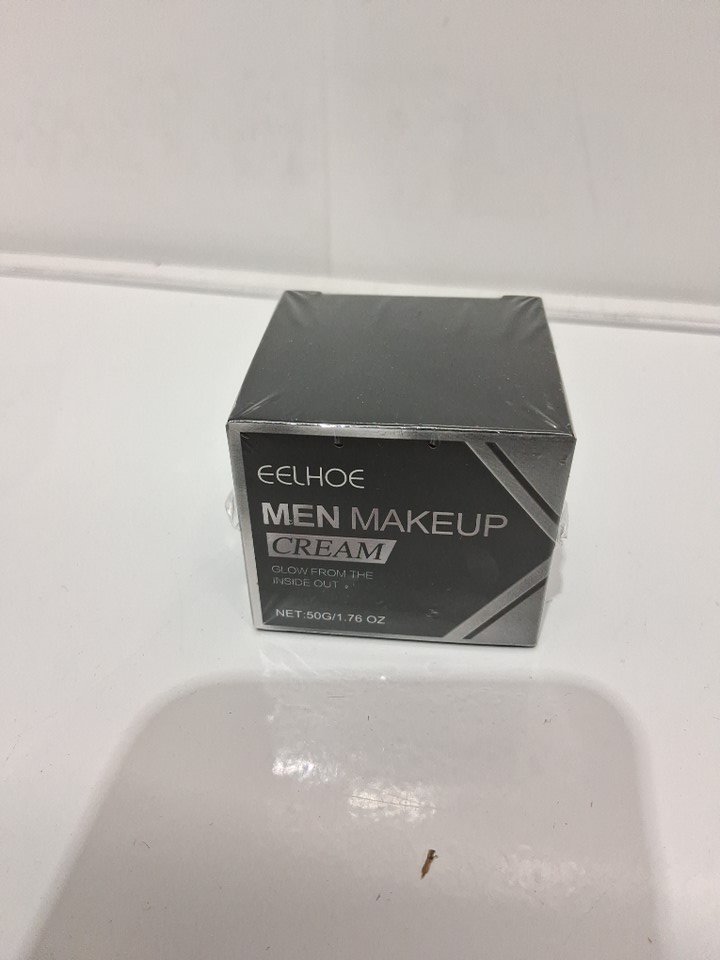 EELHOE
MEN MAKEUP
CREAM
GLOW FROM THE
INSIDE OUT 。
NET:50G/1.76 OZ